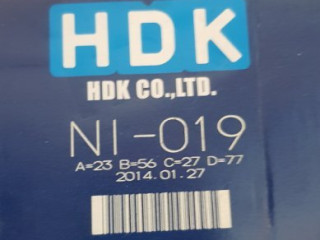 HDK
HDK CO.,LTD.
NI-019
A=23 B=56 C=27 D=77
2014.01.27